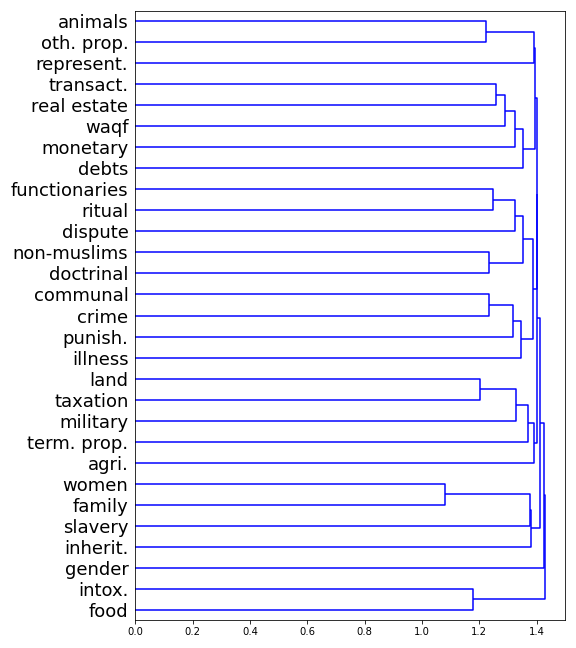 animals
oth. prop.
represent.
transact.
real estate
waqf
monetary
debts
functionaries
ritual
dispute
non-muslims
doctrinal
communal
crime
punish.
illness
land
taxation
military
term. prop.
agri.
women
family
slavery
inherit.
gender
intox.
food
0.0 0.2 0.4 0.6 0.8 1.0 1.2 1.4